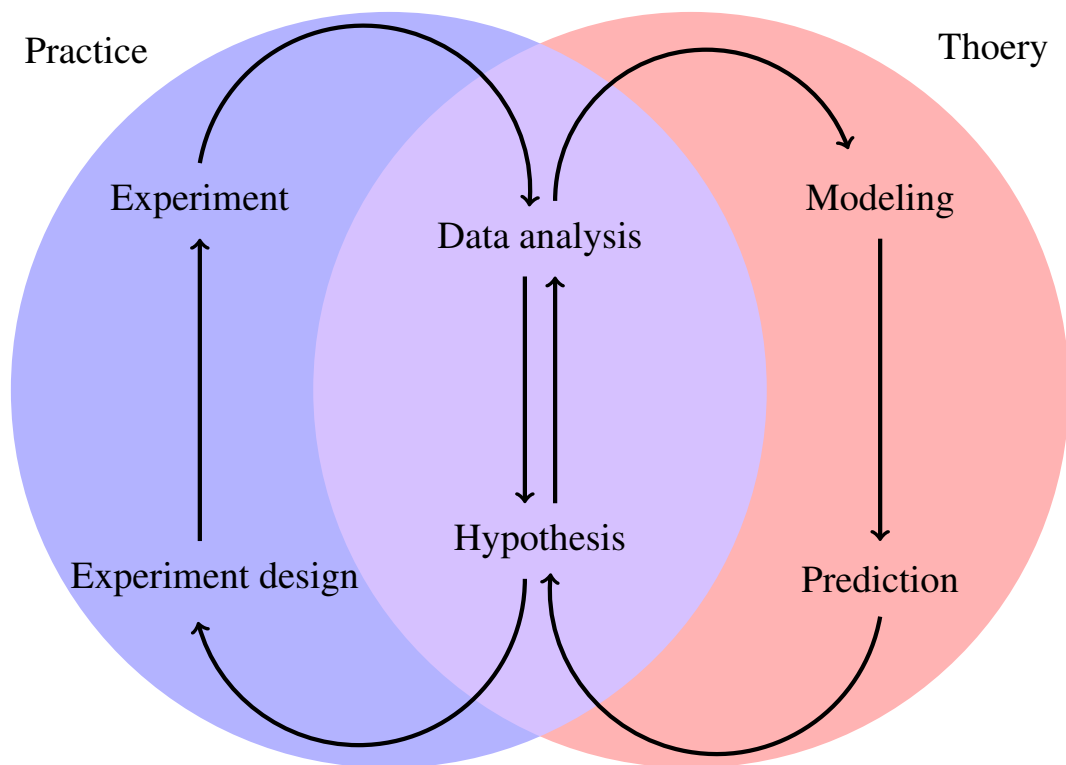 Practice
Thoery
Experiment
Modeling
Data analysis
Hypothesis
Experiment design
Prediction